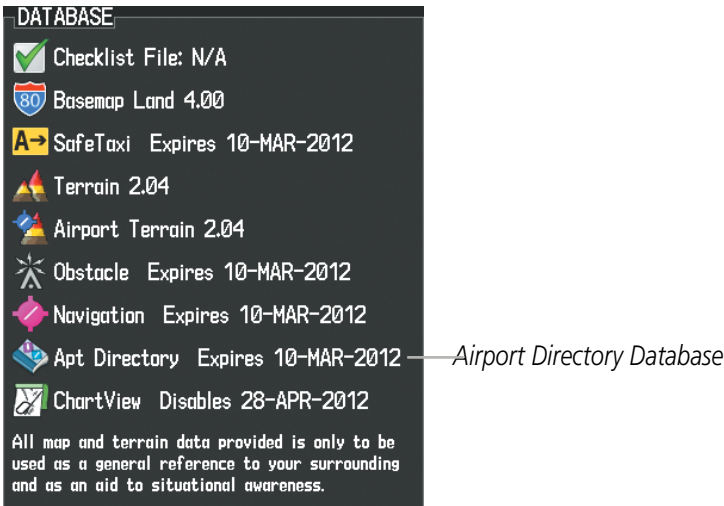 DATABASE
Checklist File: N/A
80 Basemap Land 4.00
A→ SafeTaxi Expires 10-MAR-2012
Terrain 2.04
Airport Terrain 2.04
Obstacle Expires 10-MAR-2012
Navigation Expires 10-MAR-2012
Apt Directory Expires 10-MAR-2012 Airport Directory Database
ChartView Disables 28-APR-2012
All map and terrain data provided is only to be
used as a general reference to your surrounding
and as an aid to situational awareness.